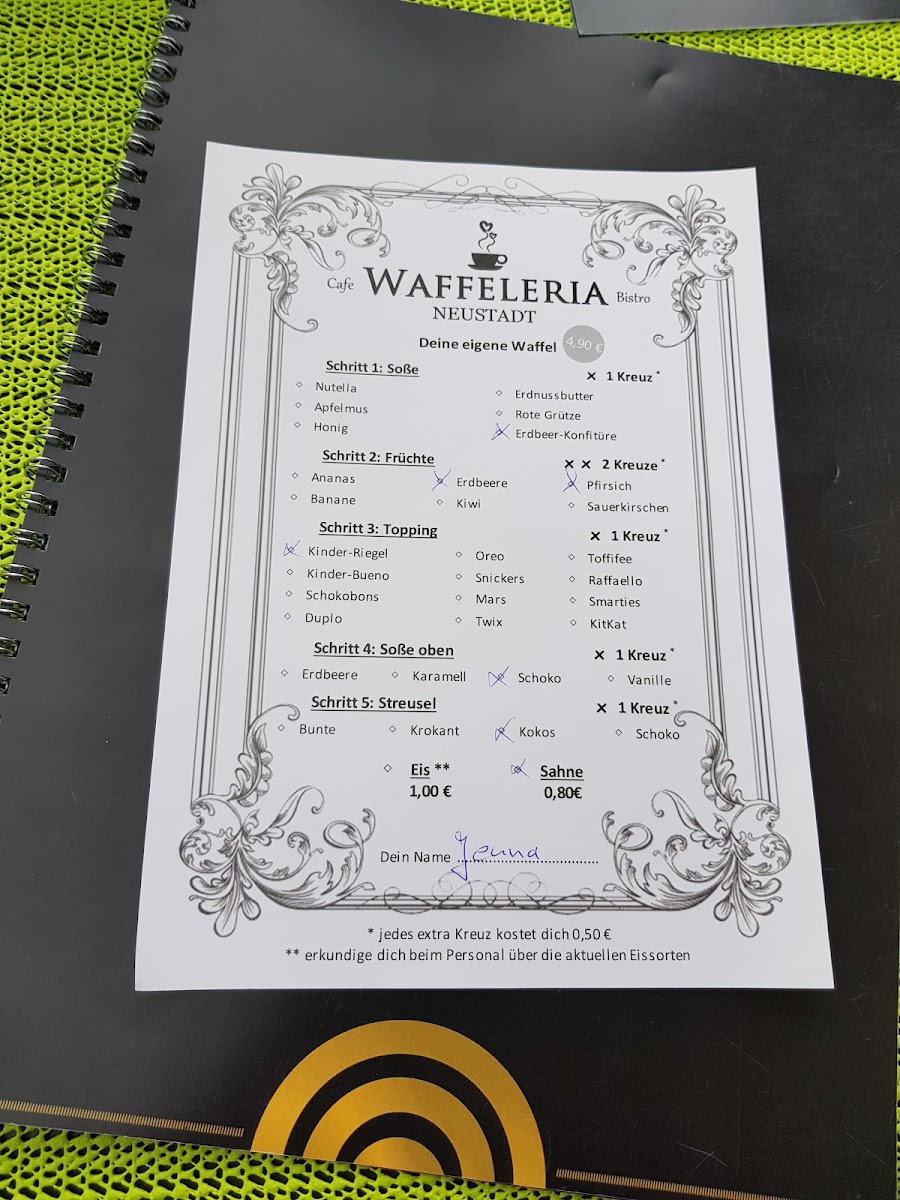 Cafe WAFFELERIA Bistro
NEUSTADT
Deine eigene Waffel 4,90 €
Schritt 1: Soße × 1 Kreuz *
Nutella Erdnussbutter
Apfelmus Rote Grütze
Honig Erdbeer-Konfitüre
Schritt 2: Früchte × × 2 Kreuze *
Ananas Erdbeere Pfirsich
Banane Kiwi Sauerkirschen
Schritt 3: Topping × 1 Kreuz *
Kinder-Riegel Oreo Toffifee
Kinder-Bueno Snickers Raffaello
Schokobons Mars Smarties
Duplo Twix KitKat
Schritt 4: Soße oben × 1 Kreuz *
Erdbeere Karamell Schoko Vanille
Schritt 5: Streusel × 1 Kreuz *
Bunte Krokant Kokos Schoko
Eis ** Sahne
1,00 € 0,80€
Dein Name Jenna
* jedes extra Kreuz kostet dich 0,50 €
** erkundige dich beim Personal über die aktuellen Eissorten